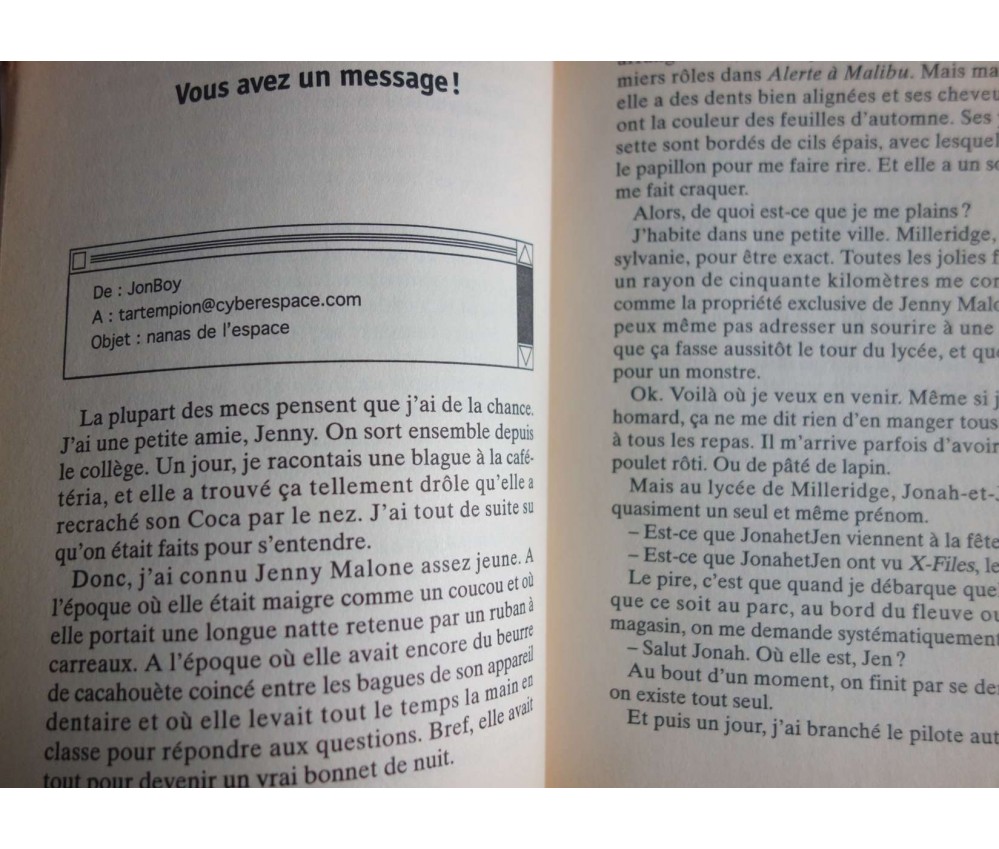 Vous avez un message !
De : JonBoy
A : tartempion@cyberespace.com
Objet : nanas de l'espace
La plupart des mecs pensent que j'ai de la chance.
J'ai une petite amie, Jenny. On sort ensemble depuis
le collège. Un jour, je racontais une blague à la café-
téria, et elle a trouvé ça tellement drôle qu'elle a
recraché son Coca par le nez. J'ai tout de suite su
qu'on était faits pour s'entendre.
Donc, j'ai connu Jenny Malone assez jeune. A
l'époque où elle était maigre comme un coucou et où
elle portait une longue natte retenue par un ruban à
carreaux. A l'époque où elle avait encore du beurre
de cacahouète coincé entre les bagues de son appareil
dentaire et où elle levait tout le temps la main en
classe pour répondre aux questions. Bref, elle avait
tout pour devenir un vrai bonnet de nuit.
miers rôles dans Alerte à Malibu. Mais
elle a des dents bien alignées et ses
ont la couleur des feuilles d'automne. Ses
sette sont bordés de cils épais, avec
le papillon pour me faire rire. Et elle a un
me fait craquer.
Alors, de quoi est-ce que je me plains ?
J'habite dans une petite ville. Milleridge,
sylvanie, pour être exact. Toutes les jolies
un rayon de cinquante kilomètres me
comme la propriété exclusive de Jenny
peux même pas adresser un sourire à une
que ça fasse aussitôt le tour du lycée, et
pour un monstre.
Ok. Voilà où je veux en venir. Même si
homard, ça ne me dit rien d'en manger
à tous les repas. Il m'arrive parfois d'avoir
poulet rôti. Ou de pâté de lapin.
Mais au lycée de Milleridge, Jonah-et-
quasiment un seul et même prénom.
– Est-ce que JonahetJen viennent à la fête
– Est-ce que JonahetJen ont vu X-Files,
Le pire, c'est que quand je débarque
que ce soit au parc, au bord du fleuve
magasin, on me demande systématiquement
– Salut Jonah. Où elle est, Jen ?
Au bout d'un moment, on finit par se
on existe tout seul.
Et puis un jour, j'ai branché le pilote